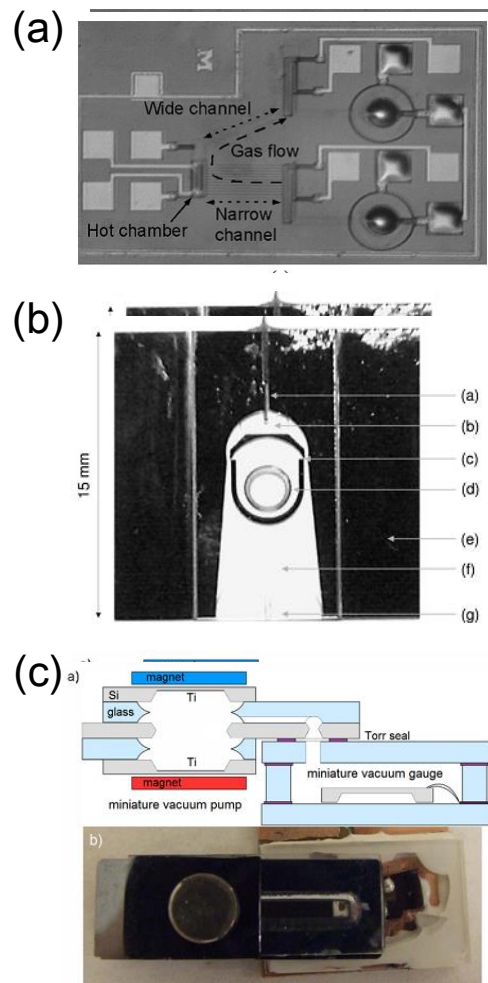 (a)
M
Wide channel
Gas flow
Hot chamber
Narrow
channel
(b)
15 mm
(a)
(b)
(c)
(d)
(e)
(f)
(g)
(c)
a)
magnet
Si
Ti
glass
Torr seal
miniature vacuum gauge
Ti
magnet
miniature vacuum pump
b)